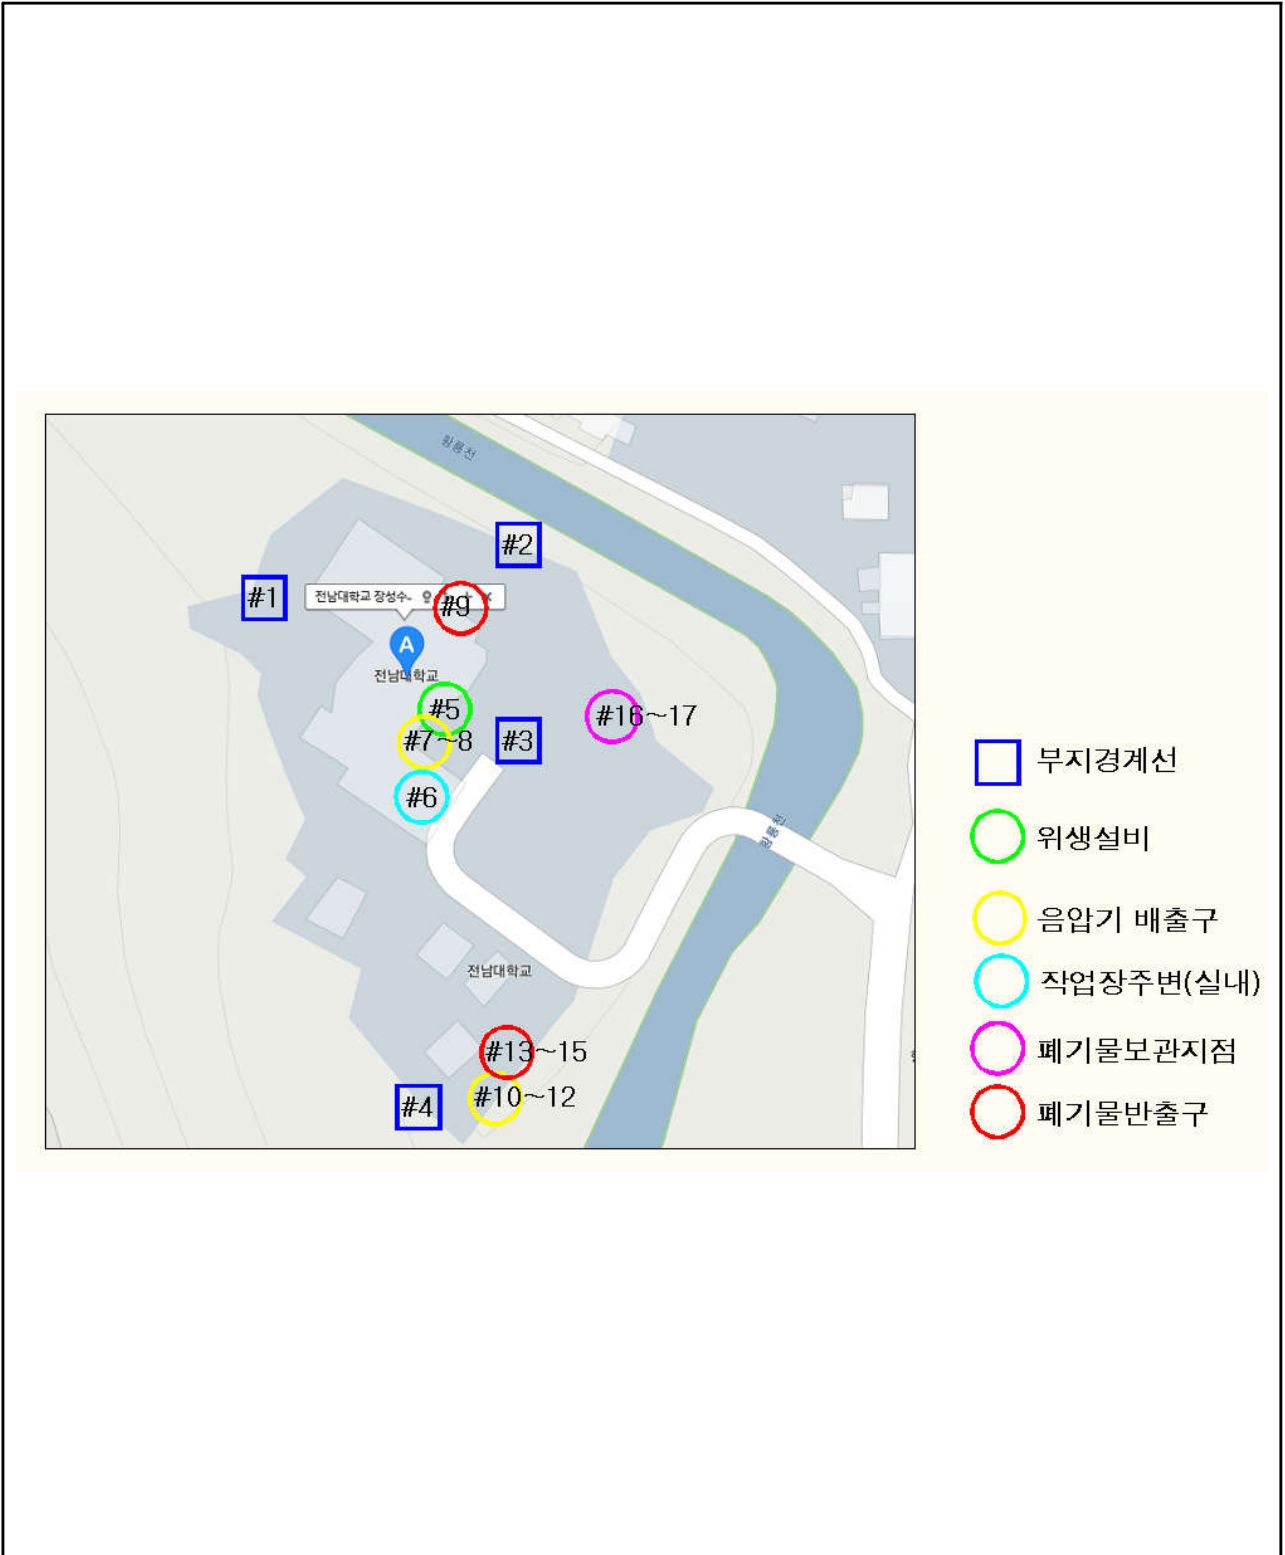 황룡천
#2
#1
전남대학교 장성수..
#9
A
전남대학교
#5
#16~17
#7~8
#3
#6
황룡천
전남대학교
#13~15
#10~12
#4
부지경계선
위생설비
음압기 배출구
작업장주변(실내)
폐기물보관지점
폐기물반출구